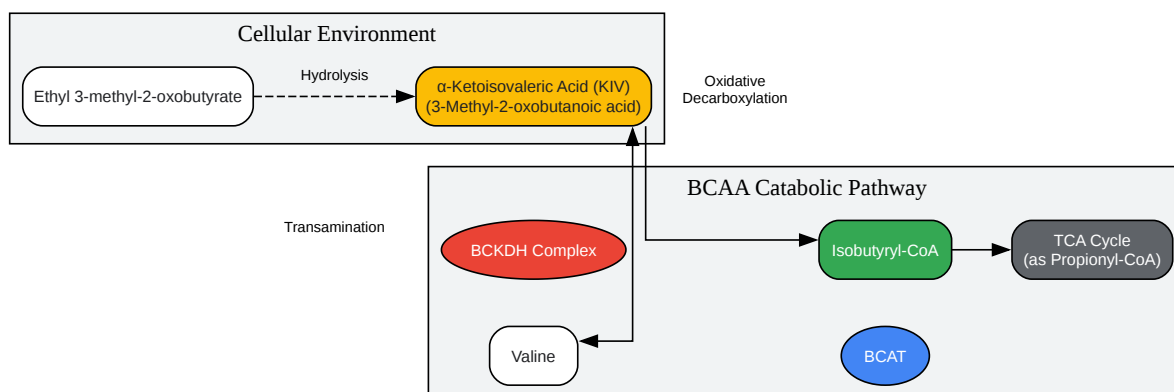 Cellular Environment
Ethyl 3-methyl-2-oxobutyrate
Hydrolysis
α-Ketoisovaleric Acid (KIV)
(3-Methyl-2-oxobutanoic acid)
Oxidative
Decarboxylation
Transamination
BCAA Catabolic Pathway
BCKDH Complex
Isobutyryl-CoA
TCA Cycle
(as Propionyl-CoA)
Valine
BCAT